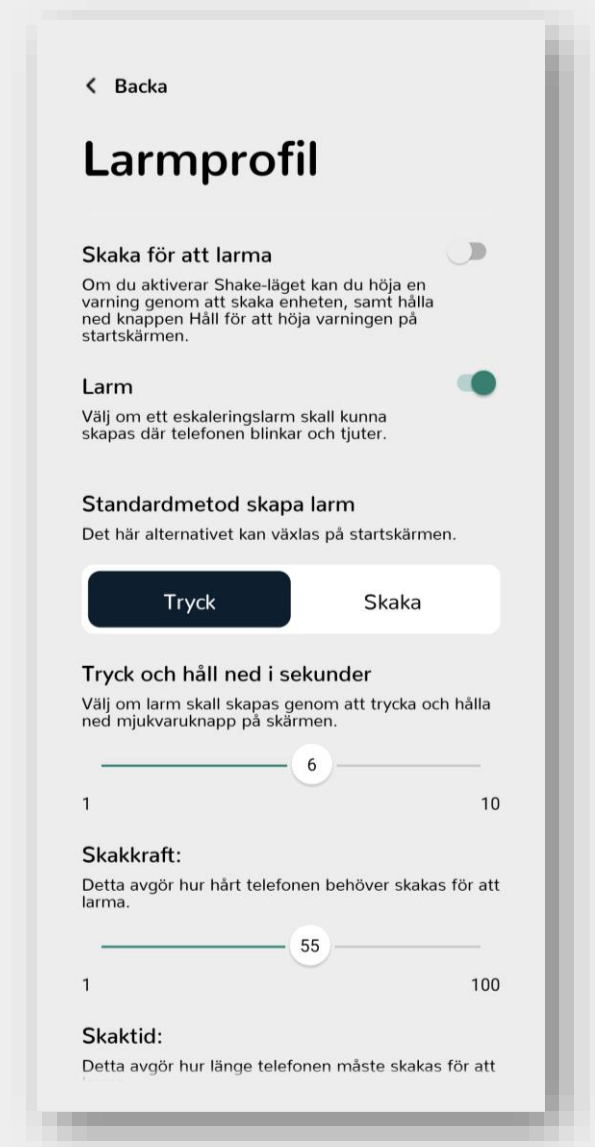 Backa
Larmprofil
Skaka för att larma
Om du aktiverar Shake-läget kan du höja en
varning genom att skaka enheten, samt hålla
ned knappen Håll för att höja varningen på
startskärmen.
Larm
Välj om ett eskaleringslarm skall kunna
skapas där telefonen blinkar och tjuter.
Standardmetod skapa larm
Det här alternativet kan växlas på startskärmen.
Tryck Skaka
Tryck och håll ned i sekunder
Välj om larm skall skapas genom att trycka och hålla
ned mjukvaruknapp på skärmen.
6
1 10
Skakkraft:
Detta avgör hur hårt telefonen behöver skakas för att
larma.
55
1 100
Skaktid:
Detta avgör hur länge telefonen måste skakas för att